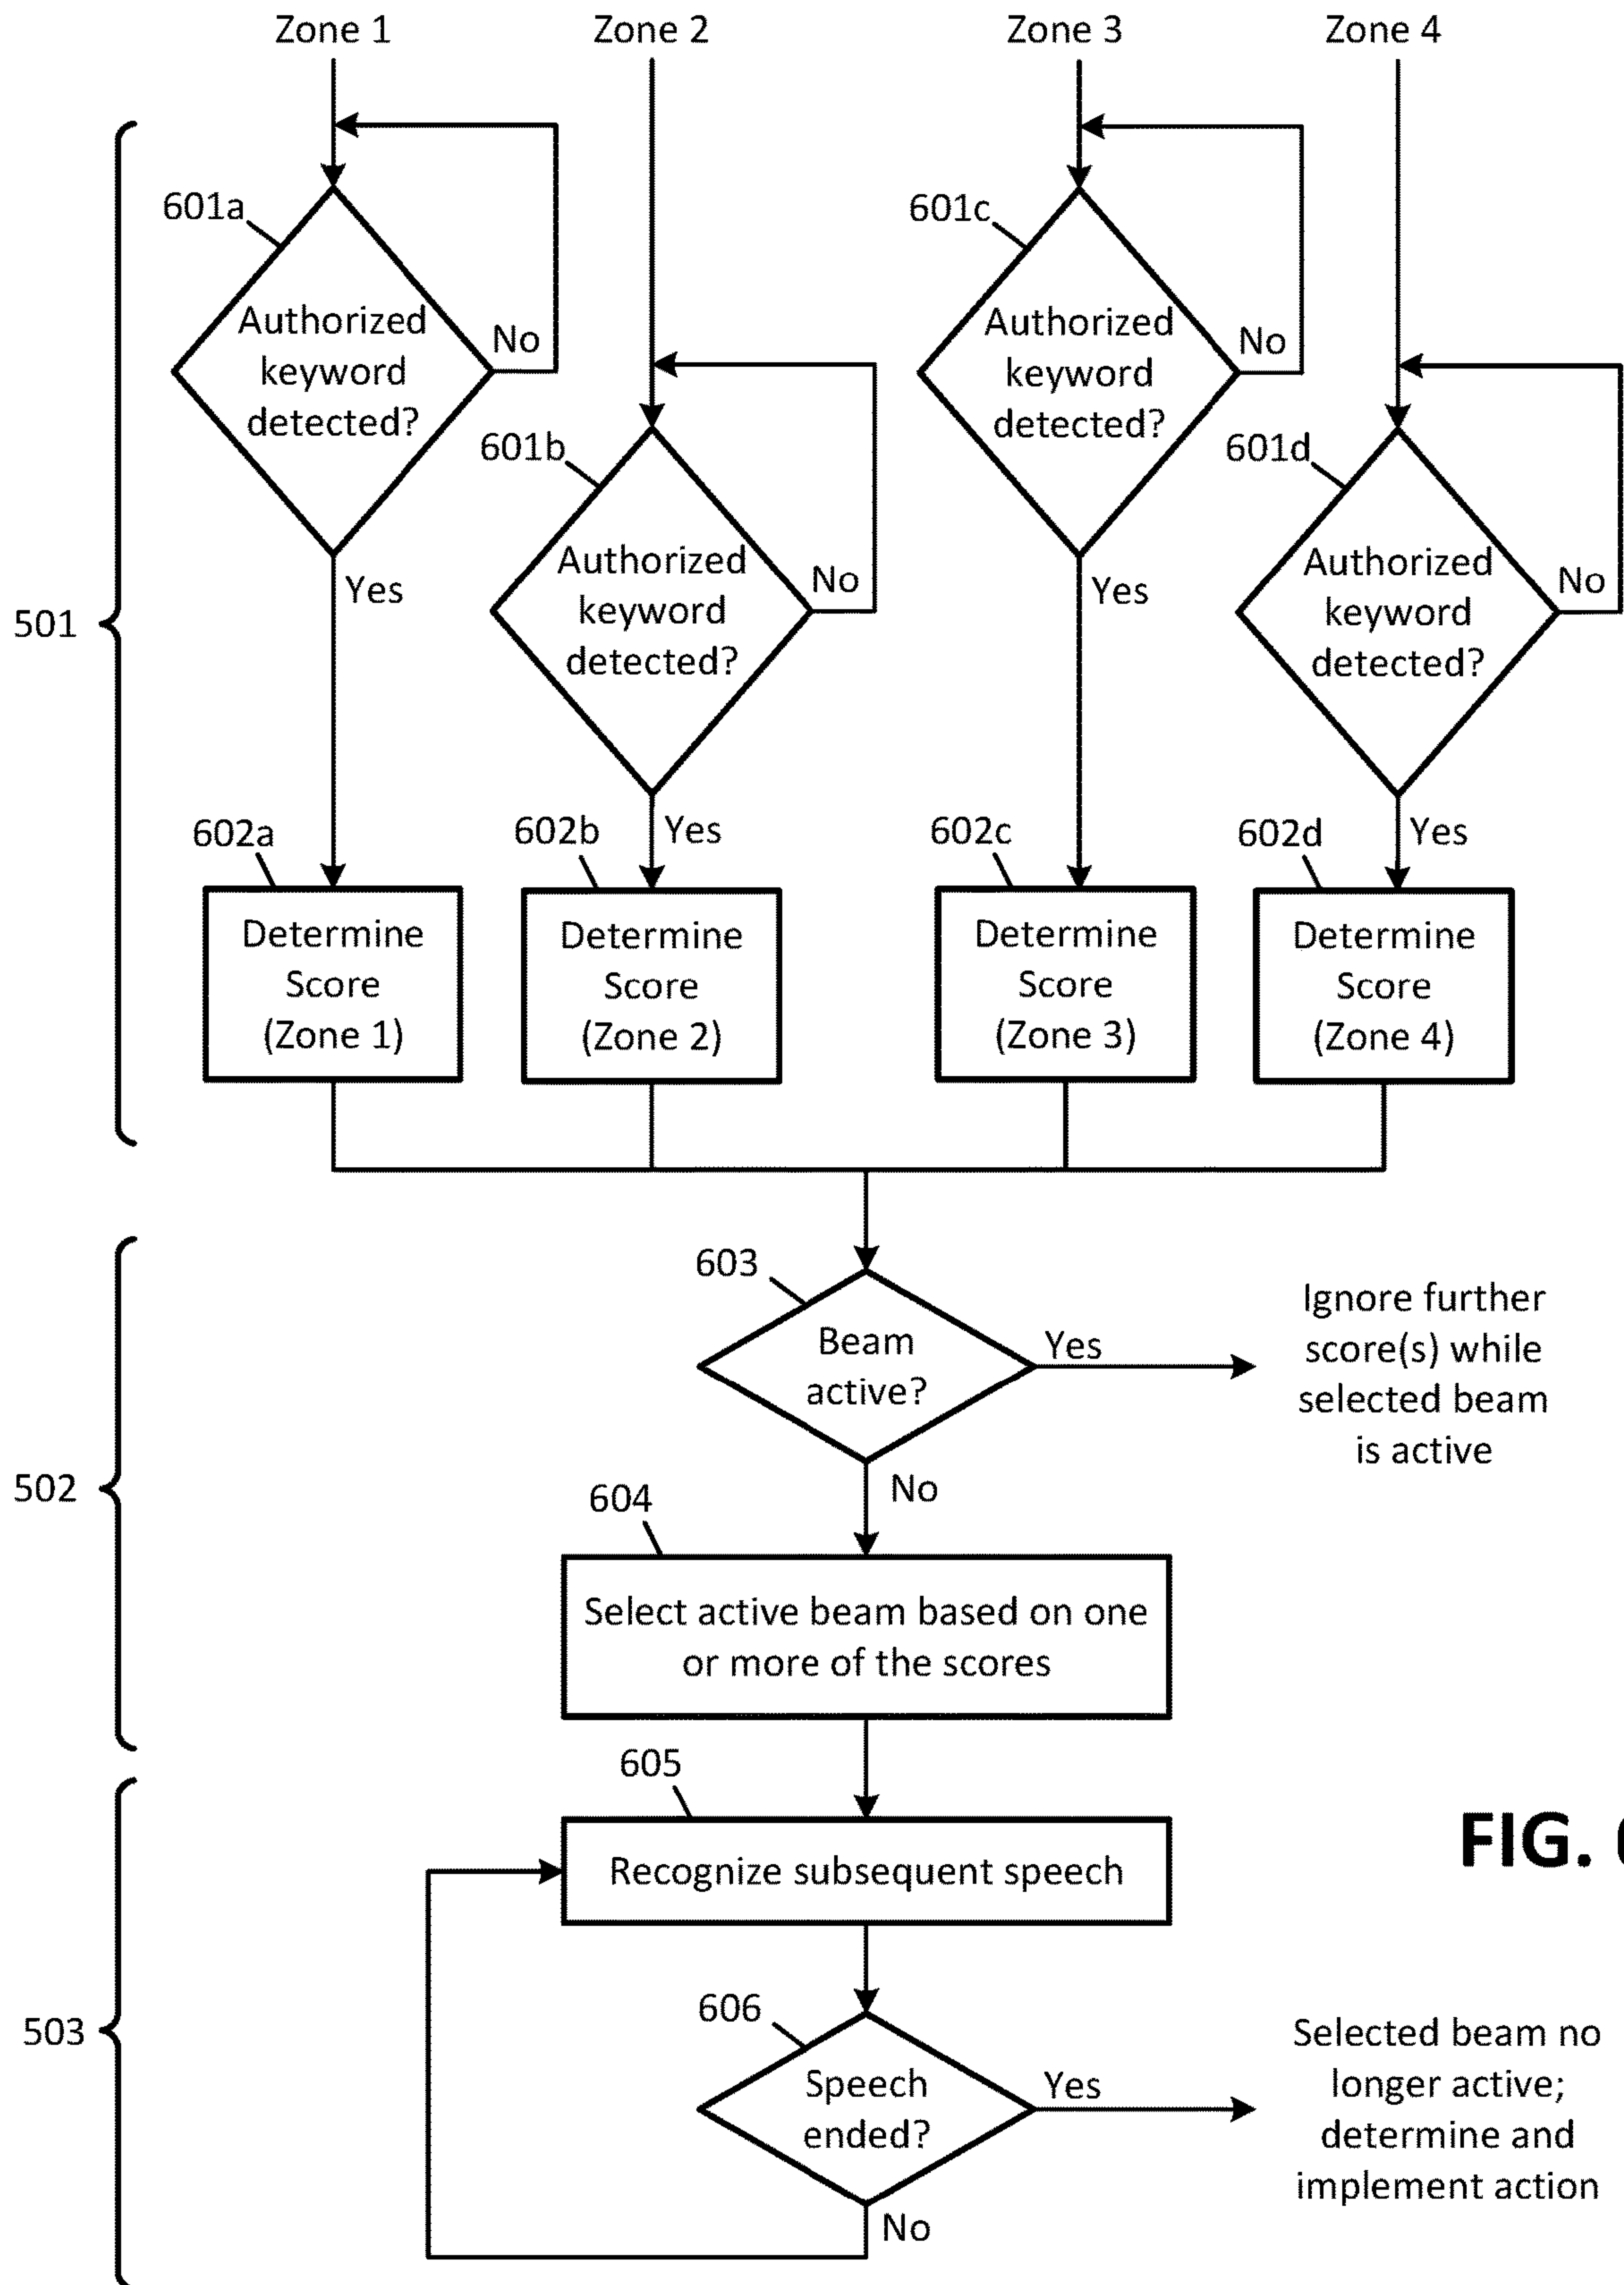 Zone 1
Zone 2
Zone 3
Zone 4
601a
Authorized
keyword
detected?
No
Yes
601b
Authorized
keyword
detected?
No
Yes
601c
Authorized
keyword
detected?
No
Yes
601d
Authorized
keyword
detected?
No
Yes
501
602a
Determine
Score
(Zone 1)
602b
Determine
Score
(Zone 2)
602c
Determine
Score
(Zone 3)
602d
Determine
Score
(Zone 4)
502
603
Beam
active?
Yes
Ignore further
score(s) while
selected beam
is active
No
604
Select active beam based on one
or more of the scores
503
605
Recognize subsequent speech
FIG.
606
Speech
ended?
Yes
Selected beam no
longer active;
determine and
implement action
No